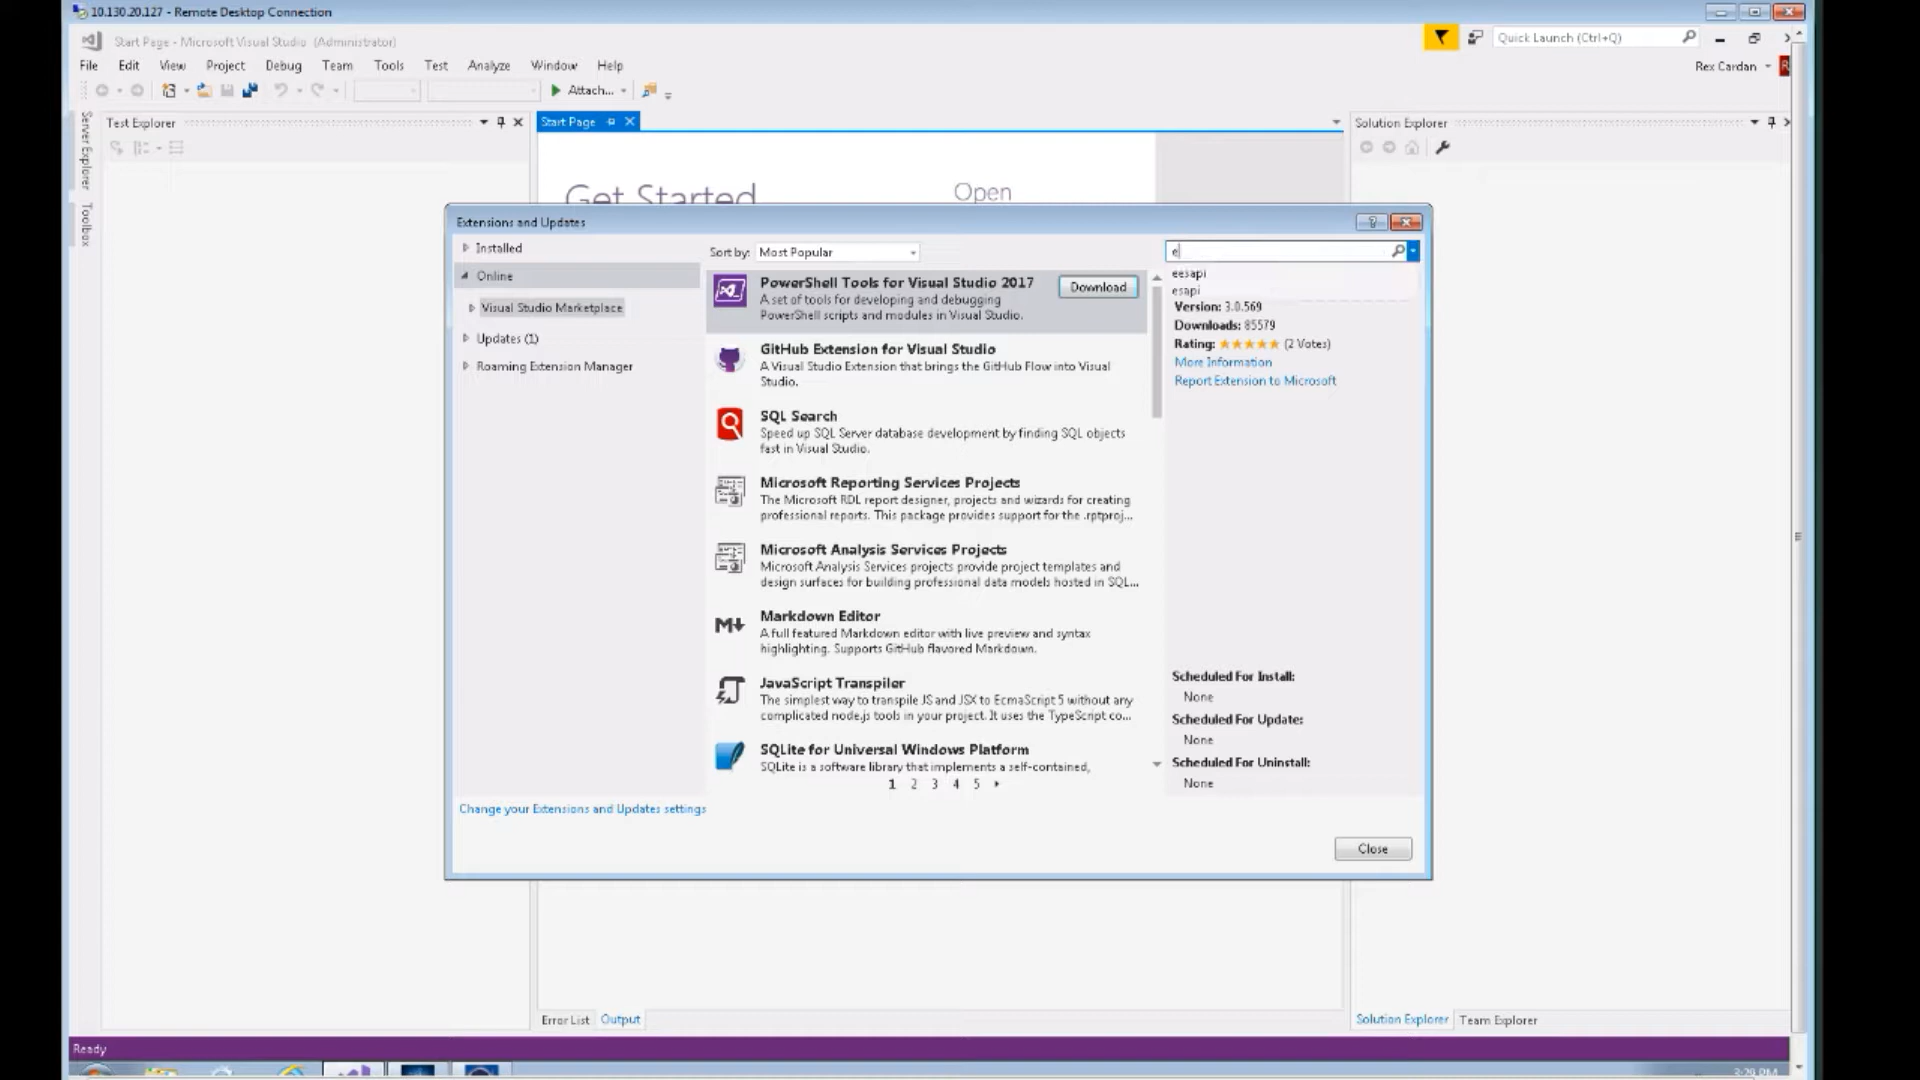 10.130.20.127 - Remote Desktop Connection
Start Page - Microsoft Visual Studio (Administrator)
Quick Launch (Ctrl+Q)
File Edit View Project Debug Team Tools Test Analyze Window Help
Rex Cardan
Attach...
Server Explorer
Toolbox
Test Explorer
Start Page
Solution Explorer
Get Started
Open
Extensions and Updates
Installed
Online
Visual Studio Marketplace
Updates (1)
Roaming Extension Manager
Change your Extensions and Updates settings
Sort by: Most Popular
PowerShell Tools for Visual Studio 2017
A set of tools for developing and debugging
PowerShell scripts and modules in Visual Studio.
Download
GitHub Extension for Visual Studio
A Visual Studio Extension that brings the GitHub Flow into Visual
Studio.
SQL Search
Speed up SQL Server database development by finding SQL objects
fast in Visual Studio.
Microsoft Reporting Services Projects
The Microsoft RDL report designer, projects and wizards for creating
professional reports. This package provides support for the .rptproj...
Microsoft Analysis Services Projects
Microsoft Analysis Services projects provide project templates and
design surfaces for building professional data models hosted in SQL...
Markdown Editor
A full featured Markdown editor with live preview and syntax
highlighting. Supports GitHub flavored Markdown.
JavaScript Transpiler
The simplest way to transpile JS and JSX to EcmaScript 5 without any
complicated node.js tools in your project. It uses the TypeScript co...
SQLite for Universal Windows Platform
SQLite is a software library that implements a self-contained,
1 2 3 4 5
e
eesapi
esapi
Version: 3.0.569
Downloads: 85579
Rating: (2 Votes)
More Information
Report Extension to Microsoft
Scheduled For Install:
None
Scheduled For Update:
None
Scheduled For Uninstall:
None
Close
Error List Output
Solution Explorer Team Explorer
Ready